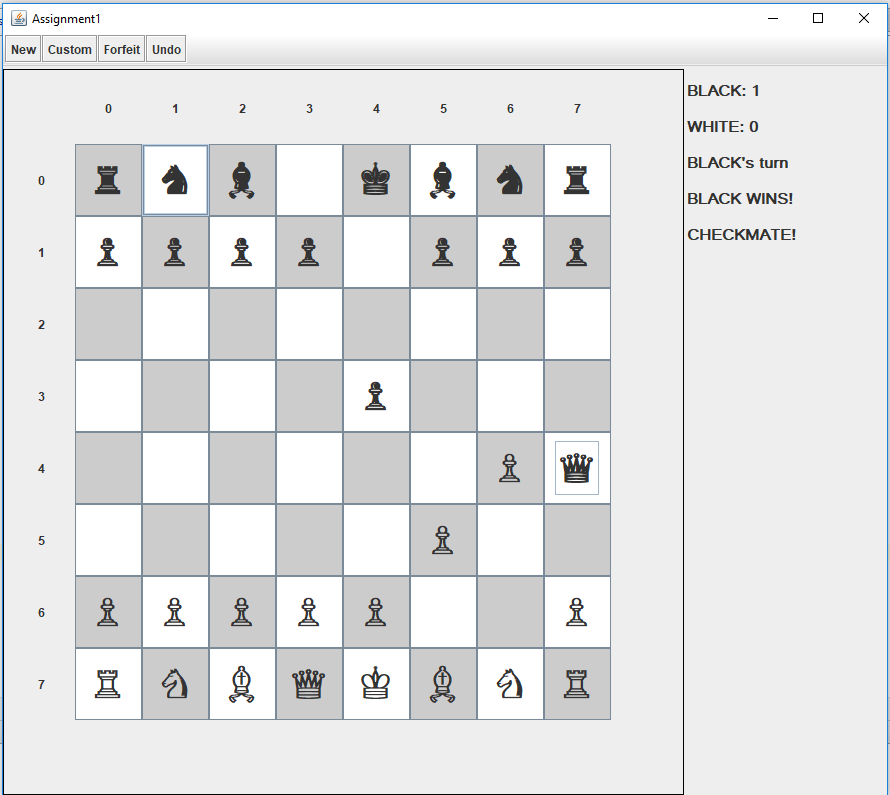 Assignment1
New Custom Forfeit Undo
0 1 2 3 4 5 6 7
0
1
2
3
4
5
6
7
BLACK: 1
WHITE: 0
BLACK's turn
BLACK WINS!
CHECKMATE!